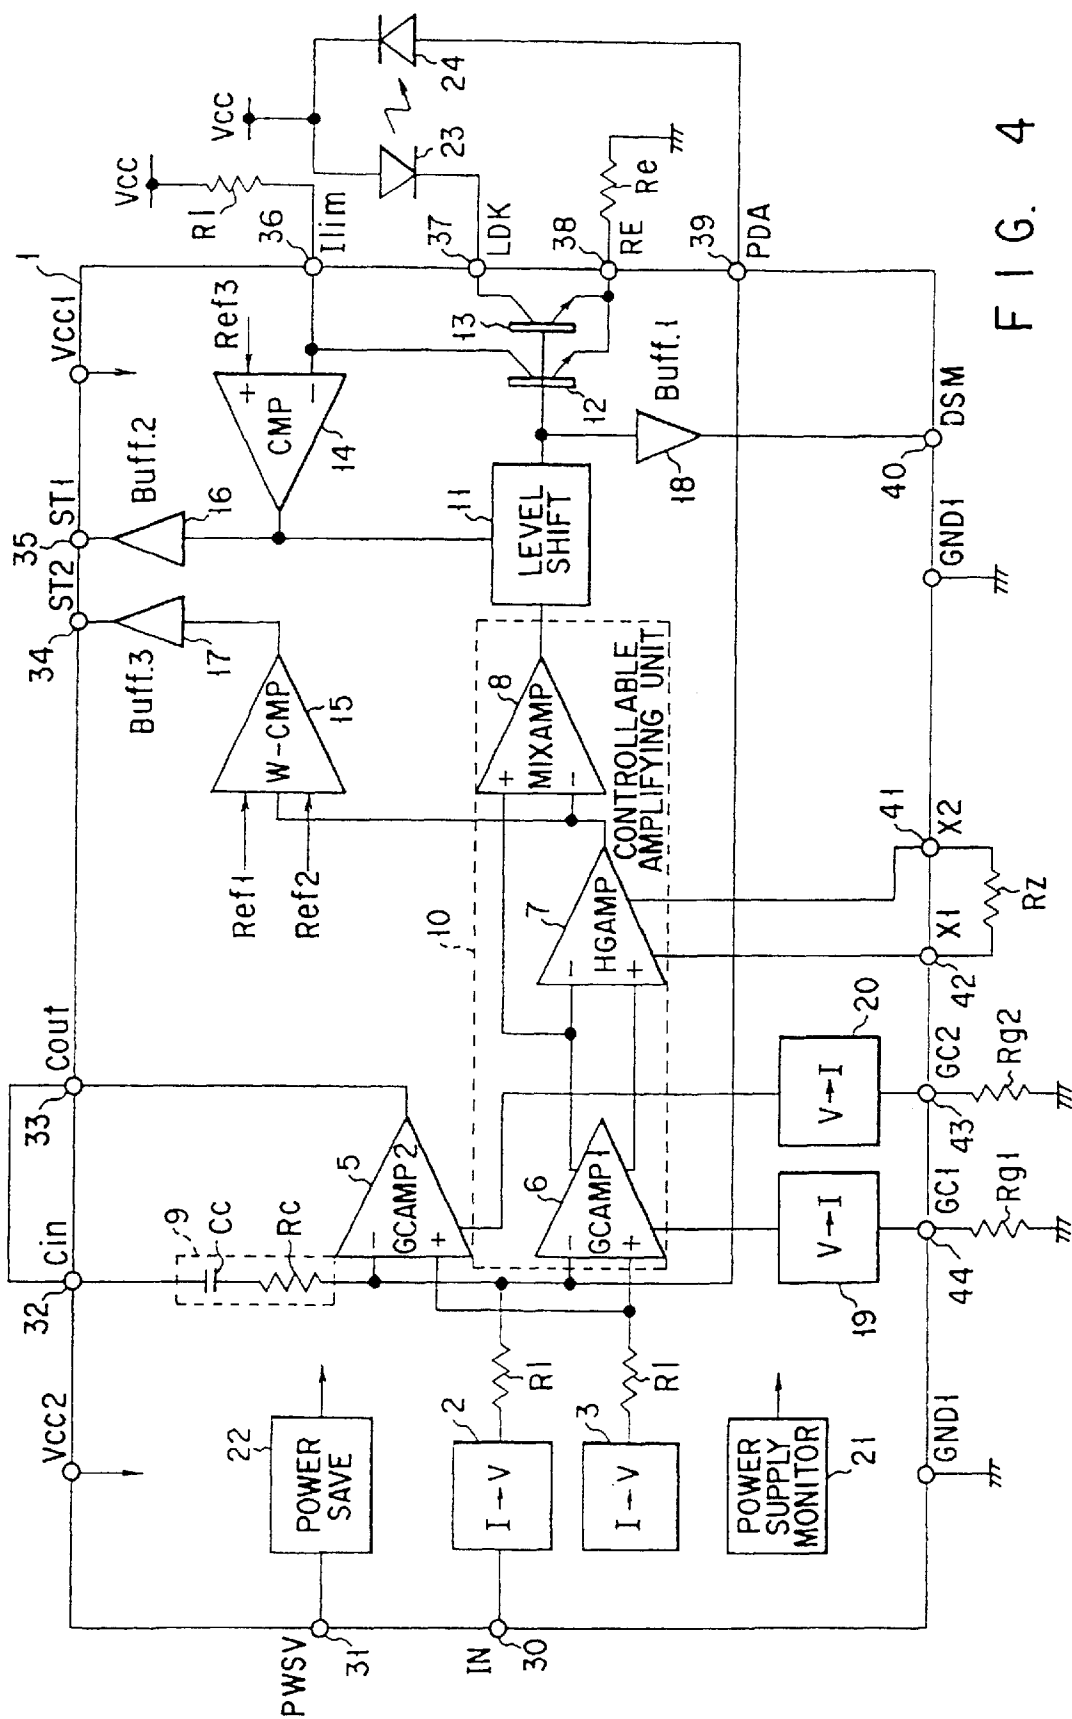 FIG. 4
1
VCC1
Vcc2
Cin
32
Cout
33
ST2
34
ST1
35
Buff.3
17
Buff.2
16
VCC
VCC
R1
36
Ilim
Ref3
+
−
CMP
14
24
23
37
LDK
38
RE
Re
39
PDA
13
12
Buff.1
18
DSM
40
11
LEVEL
SHIFT
W-CMP
15
Ref1
Ref2
10
8
MIXAMP
+
−
CONTROLLABLE
AMPLIFYING UNIT
7
HGAMP
−
+
9
Cc
Rc
5
GCAMP2
−
+
6
GCAMP1
−
+
22
POWER
SAVE
PWSV
31
2
I→V
R1
IN
30
3
I→V
R1
POWER
SUPPLY
MONITOR
21
V→I
19
V→I
20
GND1
44
GC1
Rg1
43
GC2
Rg2
42
X1
41
X2
Rz
GND1